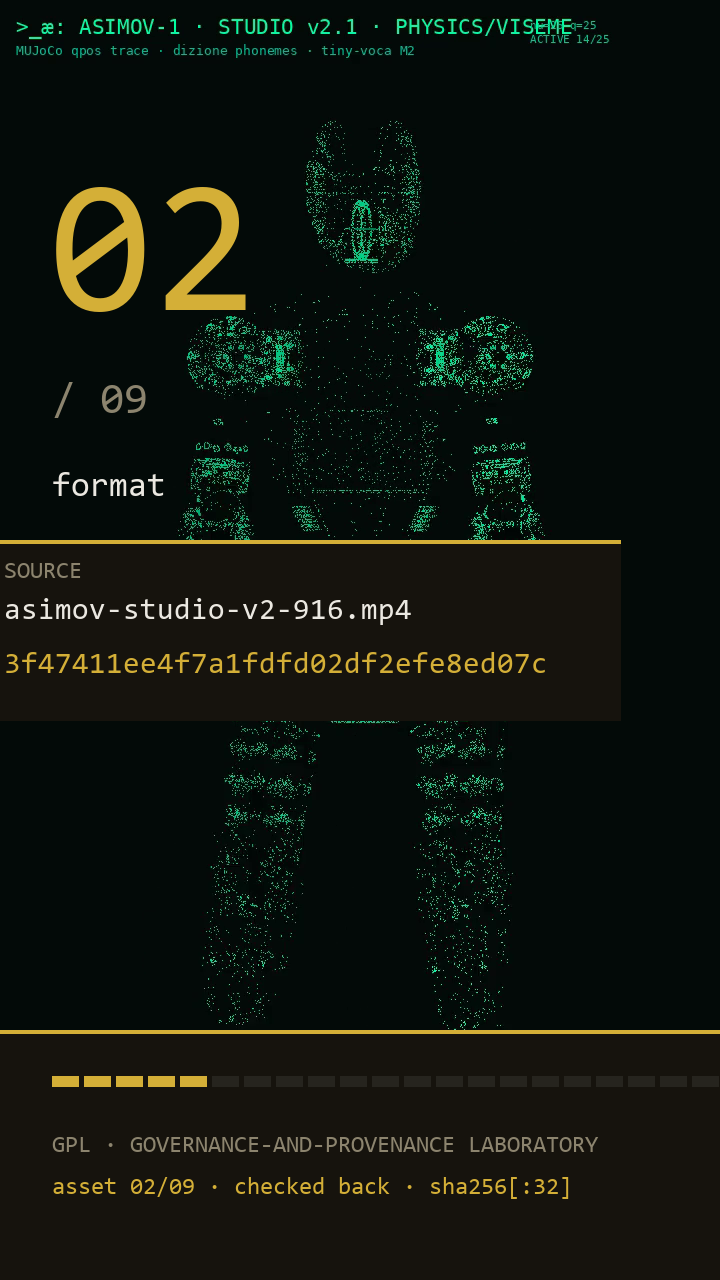 >_æ: ASIMOV-1 · STUDIO v2.1 · PHYSICS/VISEME
q=25
MUJoCo qpos trace · dizione phonemes · tiny-voca M2
ACTIVE 14/25
02
/ 09
format
SOURCE
asimov-studio-v2-916.mp4
3f47411ee4f7a1fdfd02df2efe8ed07c
GPL · GOVERNANCE-AND-PROVENANCE LABORATORY
asset 02/09 · checked back · sha256[:32]